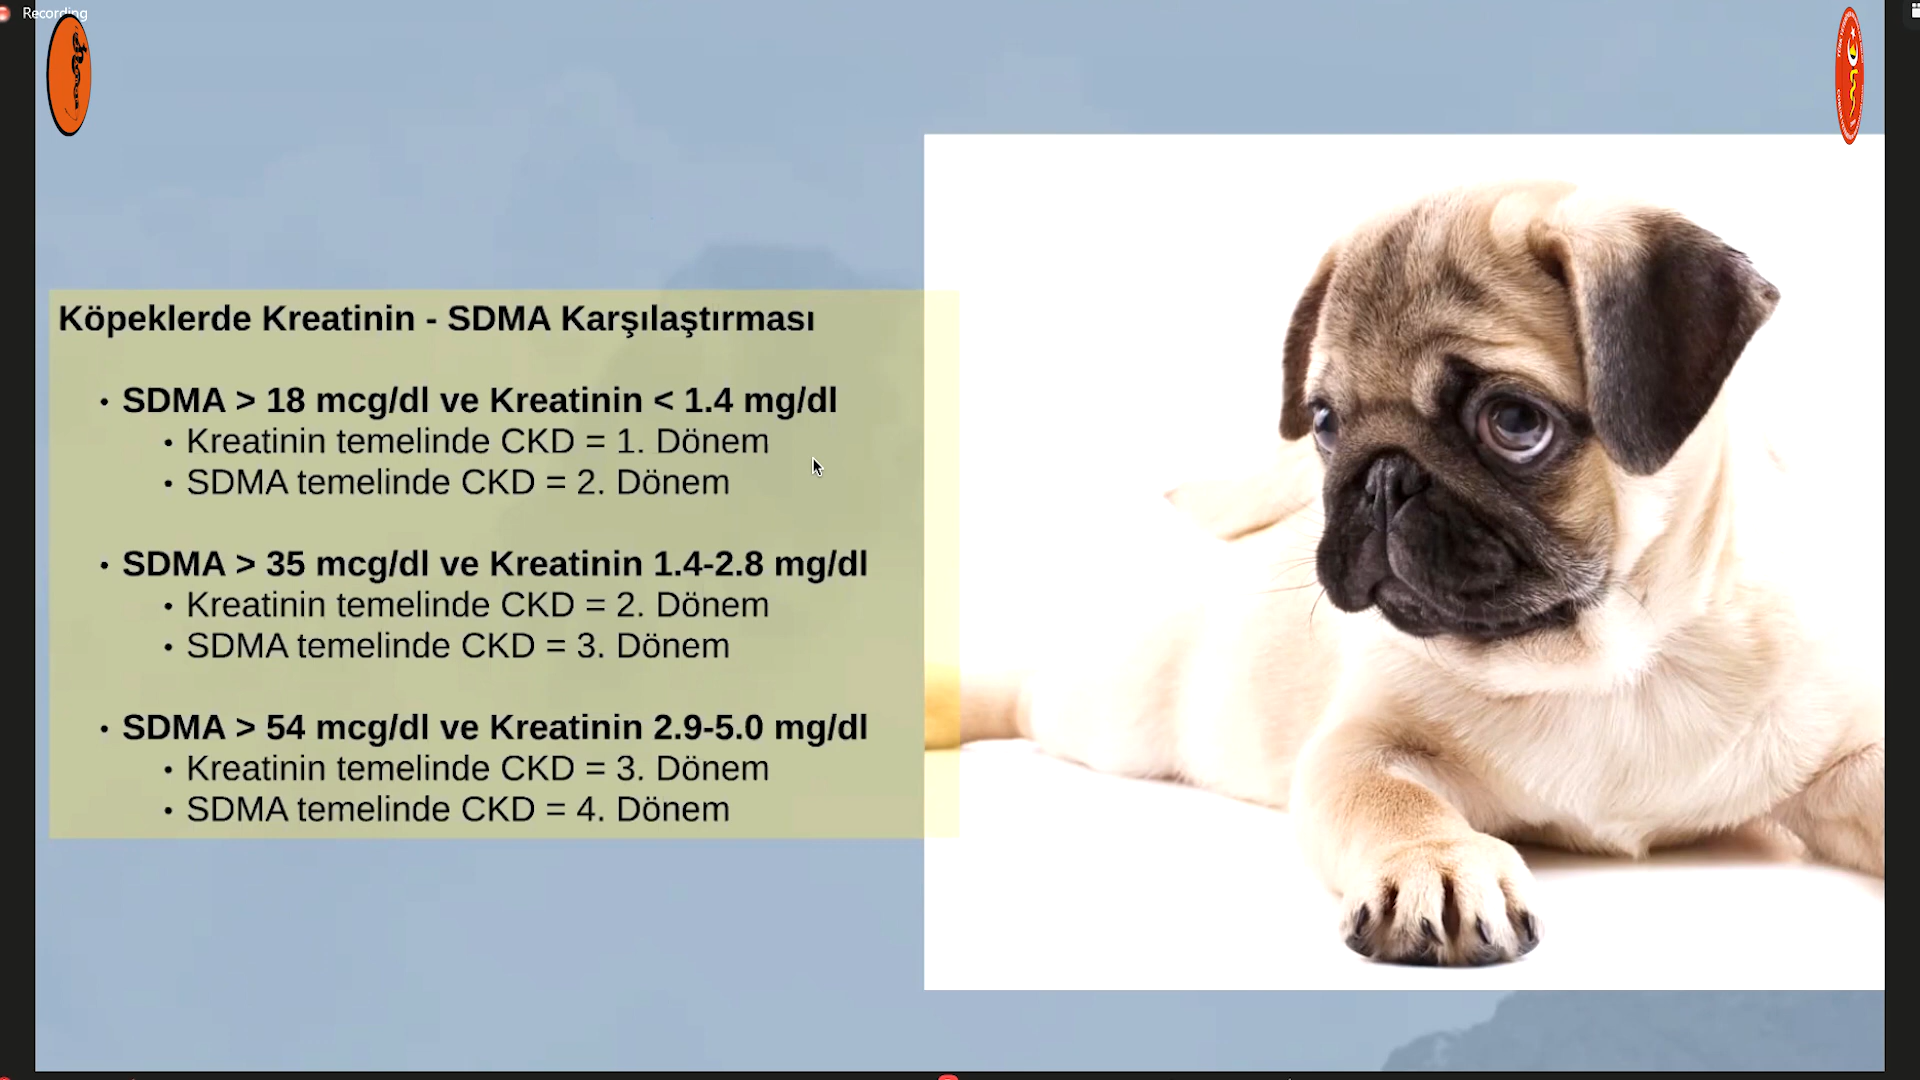 Recording
Köpeklerde Kreatinin - SDMA Karşılaştırması
• SDMA > 18 mcg/dl ve Kreatinin < 1.4 mg/dl
• Kreatinin temelinde CKD = 1. Dönem
• SDMA temelinde CKD = 2. Dönem
• SDMA > 35 mcg/dl ve Kreatinin 1.4-2.8 mg/dl
• Kreatinin temelinde CKD = 2. Dönem
• SDMA temelinde CKD = 3. Dönem
• SDMA > 54 mcg/dl ve Kreatinin 2.9-5.0 mg/dl
• Kreatinin temelinde CKD = 3. Dönem
• SDMA temelinde CKD = 4. Dönem